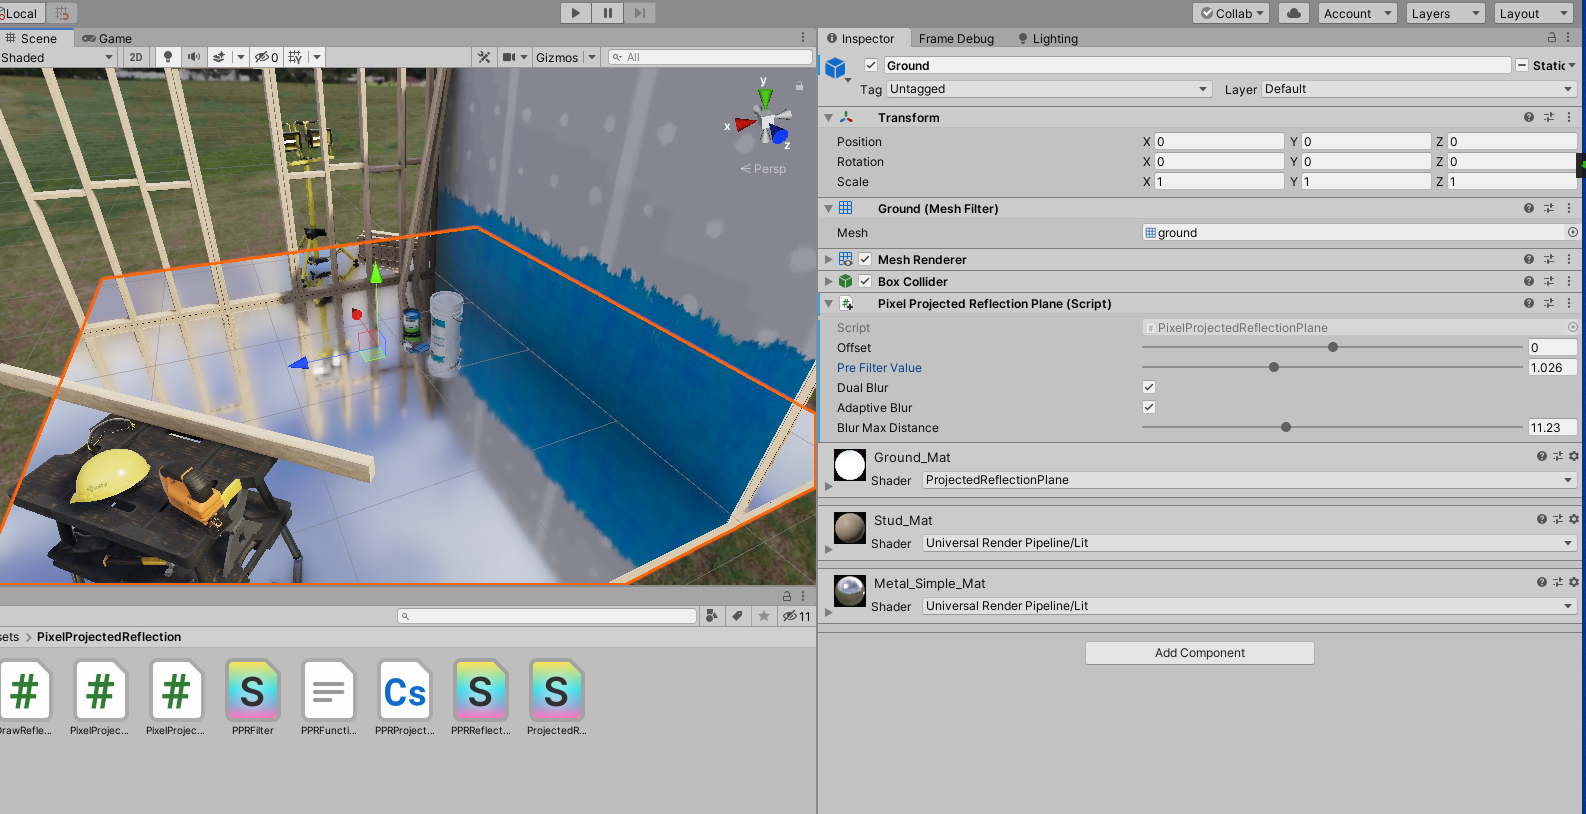 Local
Collab
Account
Layers
Layout
Scene
Game
Shaded
2D
0
Gizmos
All
y
x
z
Persp
Inspector
Frame Debug
Lighting
Ground
Static
Tag
Untagged
Layer
Default
Transform
Position
X 0
Y 0
Z 0
Rotation
X 0
Y 0
Z 0
Scale
X 1
Y 1
Z 1
Ground (Mesh Filter)
Mesh
ground
Mesh Renderer
Box Collider
Pixel Projected Reflection Plane (Script)
Script
PixelProjectedReflectionPlane
Offset
0
Pre Filter Value
1.026
Dual Blur
Adaptive Blur
Blur Max Distance
11.23
Ground_Mat
Shader
ProjectedReflectionPlane
Stud_Mat
Shader
Universal Render Pipeline/Lit
Metal_Simple_Mat
Shader
Universal Render Pipeline/Lit
Add Component
11
sets > PixelProjectedReflection
DrawRefle...
PixelProjec...
PixelProjec...
PPRFilter
PPRFuncti...
PPRProject...
PPRReflect...
ProjectedR...